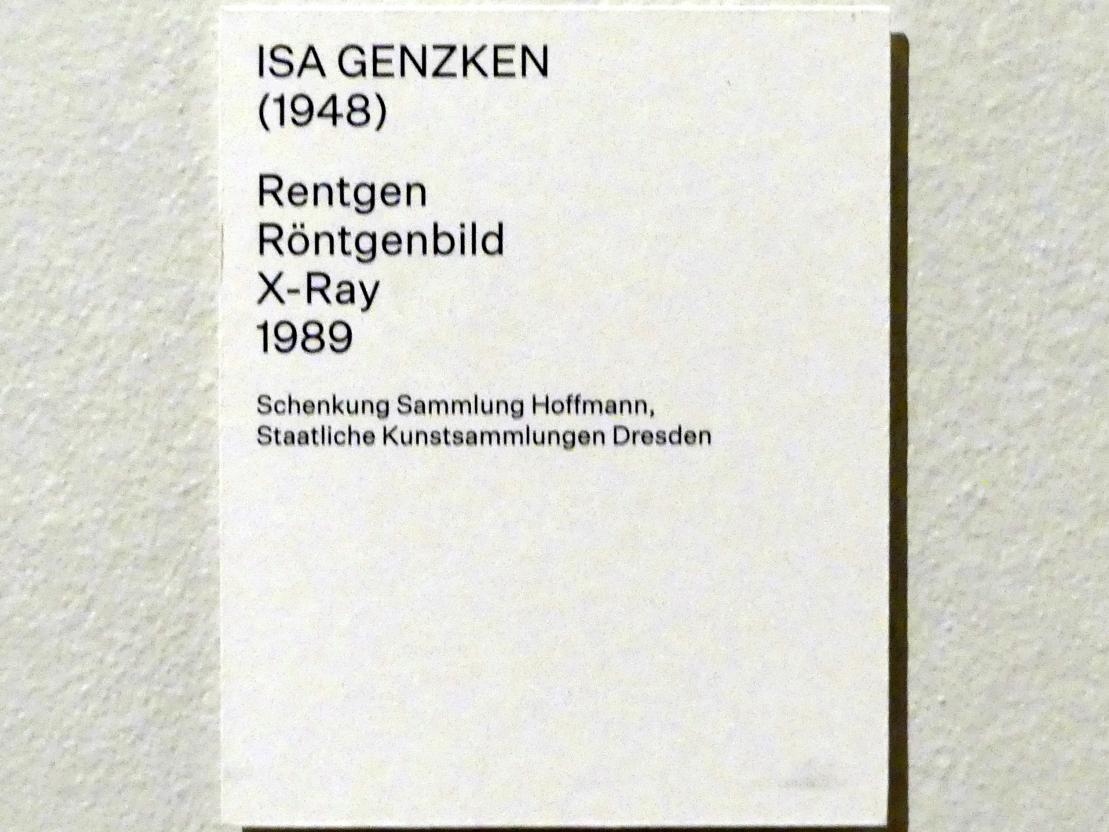 ISA GENZKEN
(1948)
Rentgen
Röntgenbild
X-Ray
1989
Schenkung Sammlung Hoffmann,
Staatliche Kunstsammlungen Dresden